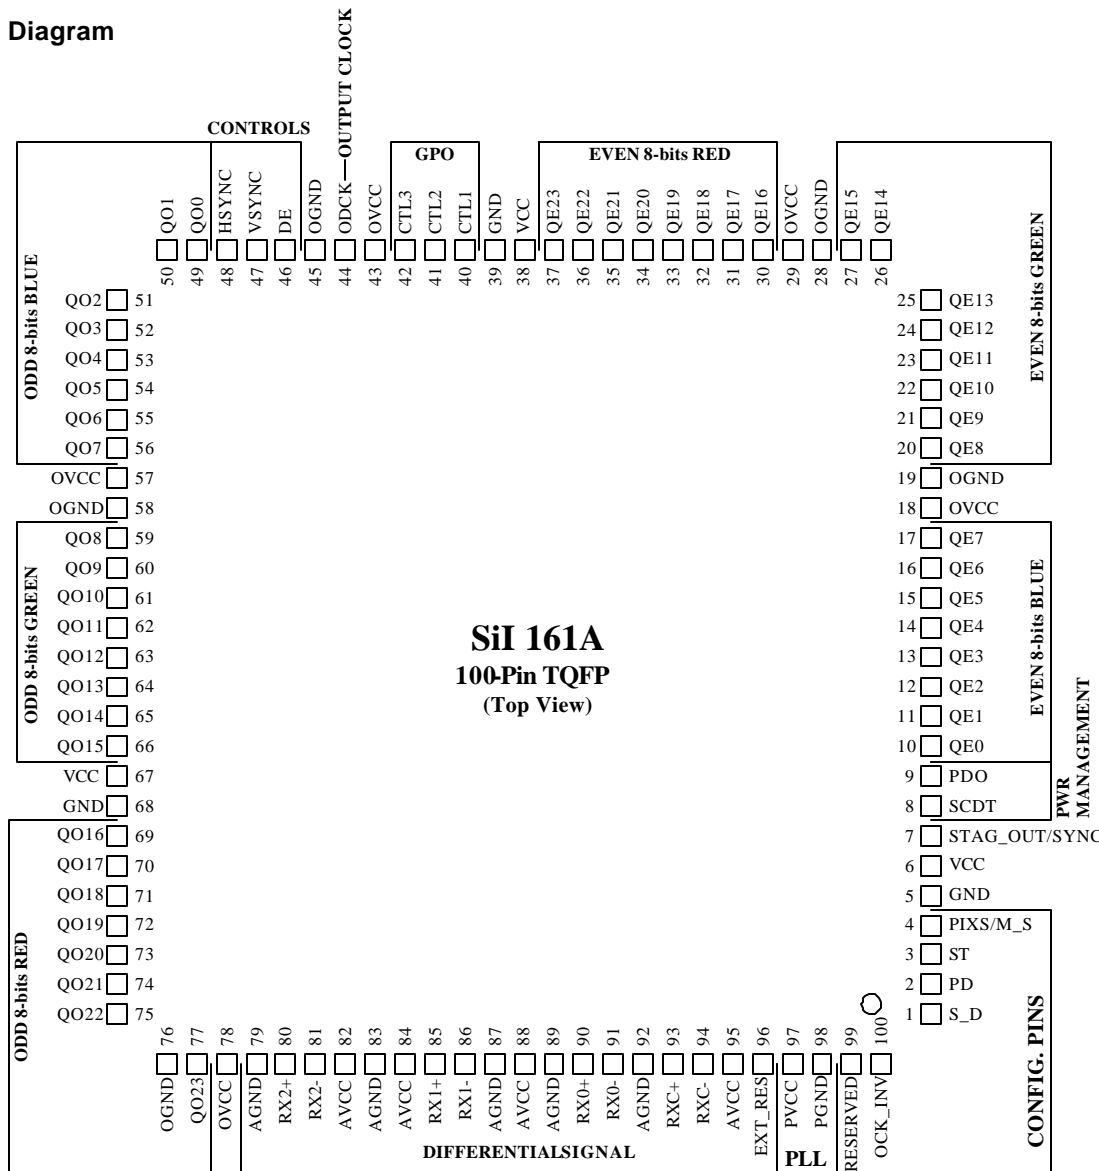 Diagram
CONTROLS
OUTPUT CLOCK
GPO
EVEN 8-bits RED
QO1
QO0
HSYNC
VSYNC
DE
OGND
ODCK
OVCC
CTL3
CTL2
CTL1
GND
VCC
QE23
QE22
QE21
QE20
QE19
QE18
QE17
QE16
OVCC
OGND
QE15
QE14
50
49
48
47
46
45
44
43
42
41
40
39
38
37
36
35
34
33
32
31
30
29
28
27
26
ODD 8-bits BLUE
QO2 51
QO3 52
QO4 53
QO5 54
QO6 55
QO7 56
OVCC 57
OGND 58
ODD 8-bits GREEN
QO8 59
QO9 60
QO10 61
QO11 62
QO12 63
QO13 64
QO14 65
QO15 66
VCC 67
GND 68
ODD 8-bits RED
QO16 69
QO17 70
QO18 71
QO19 72
QO20 73
QO21 74
QO22 75
SiI 161A
100-Pin TQFP
(Top View)
EVEN 8-bits GREEN
25 QE13
24 QE12
23 QE11
22 QE10
21 QE9
20 QE8
19 OGND
18 OVCC
EVEN 8-bits BLUE
17 QE7
16 QE6
15 QE5
14 QE4
13 QE3
12 QE2
11 QE1
10 QE0
PWR
MANAGEMENT
9 PDO
8 SCDT
7 STAG_OUT/SYNC
6 VCC
5 GND
4 PIXS/M_S
3 ST
2 PD
1 S_D
CONFIG. PINS
76
77
78
79
80
81
82
83
84
85
86
87
88
89
90
91
92
93
94
95
96
97
98
99
100
OGND
QO23
OVCC
AGND
RX2+
RX2-
AVCC
AGND
AVCC
RX1+
RX1-
AGND
AVCC
AGND
RX0+
RX0-
AGND
RXC+
RXC-
AVCC
EXT_RES
PVCC
PGND
RESERVED
OCK_INV
DIFFERENTIALSIGNAL
PLL